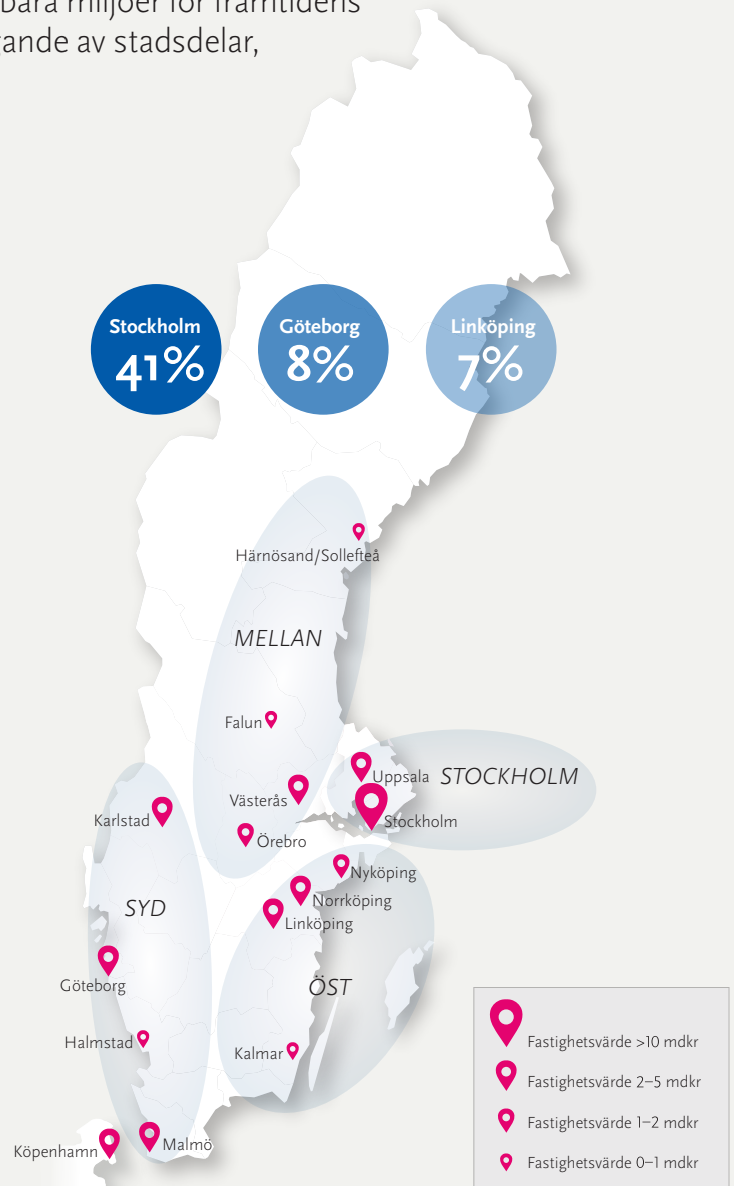 bara miljöer för framtidens
gande av stadsdelar,
Stockholm
41%
Göteborg
8%
Linköping
7%
Härnösand/Sollefteå
MELLAN
Falun
Uppsala
STOCKHOLM
Västerås
Karlstad
Stockholm
Örebro
Nyköping
Norrköping
SYD
Linköping
Göteborg
ÖST
Halmstad
Kalmar
Malmö
Köpenhamn
Fastighetsvärde >10 mdkr
Fastighetsvärde 2–5 mdkr
Fastighetsvärde 1–2 mdkr
Fastighetsvärde 0–1 mdkr